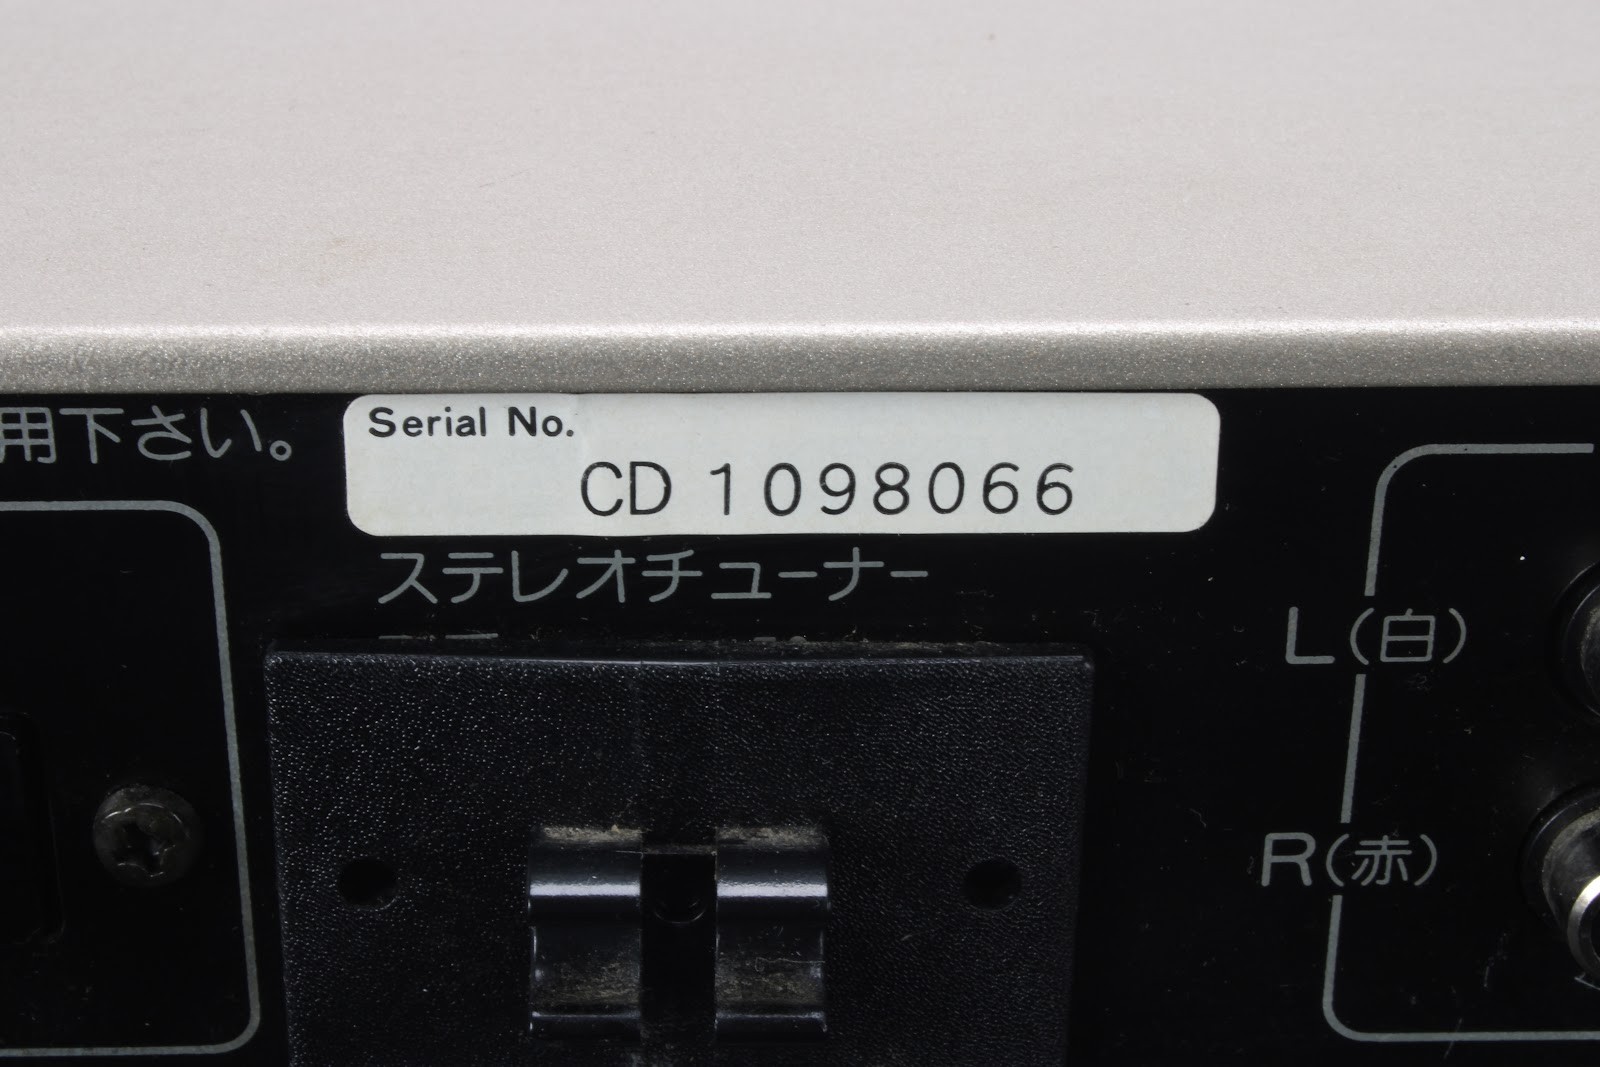 用下さい。
Serial No.
CD 1098066
ステレオチューナー
L(白)
R(赤)